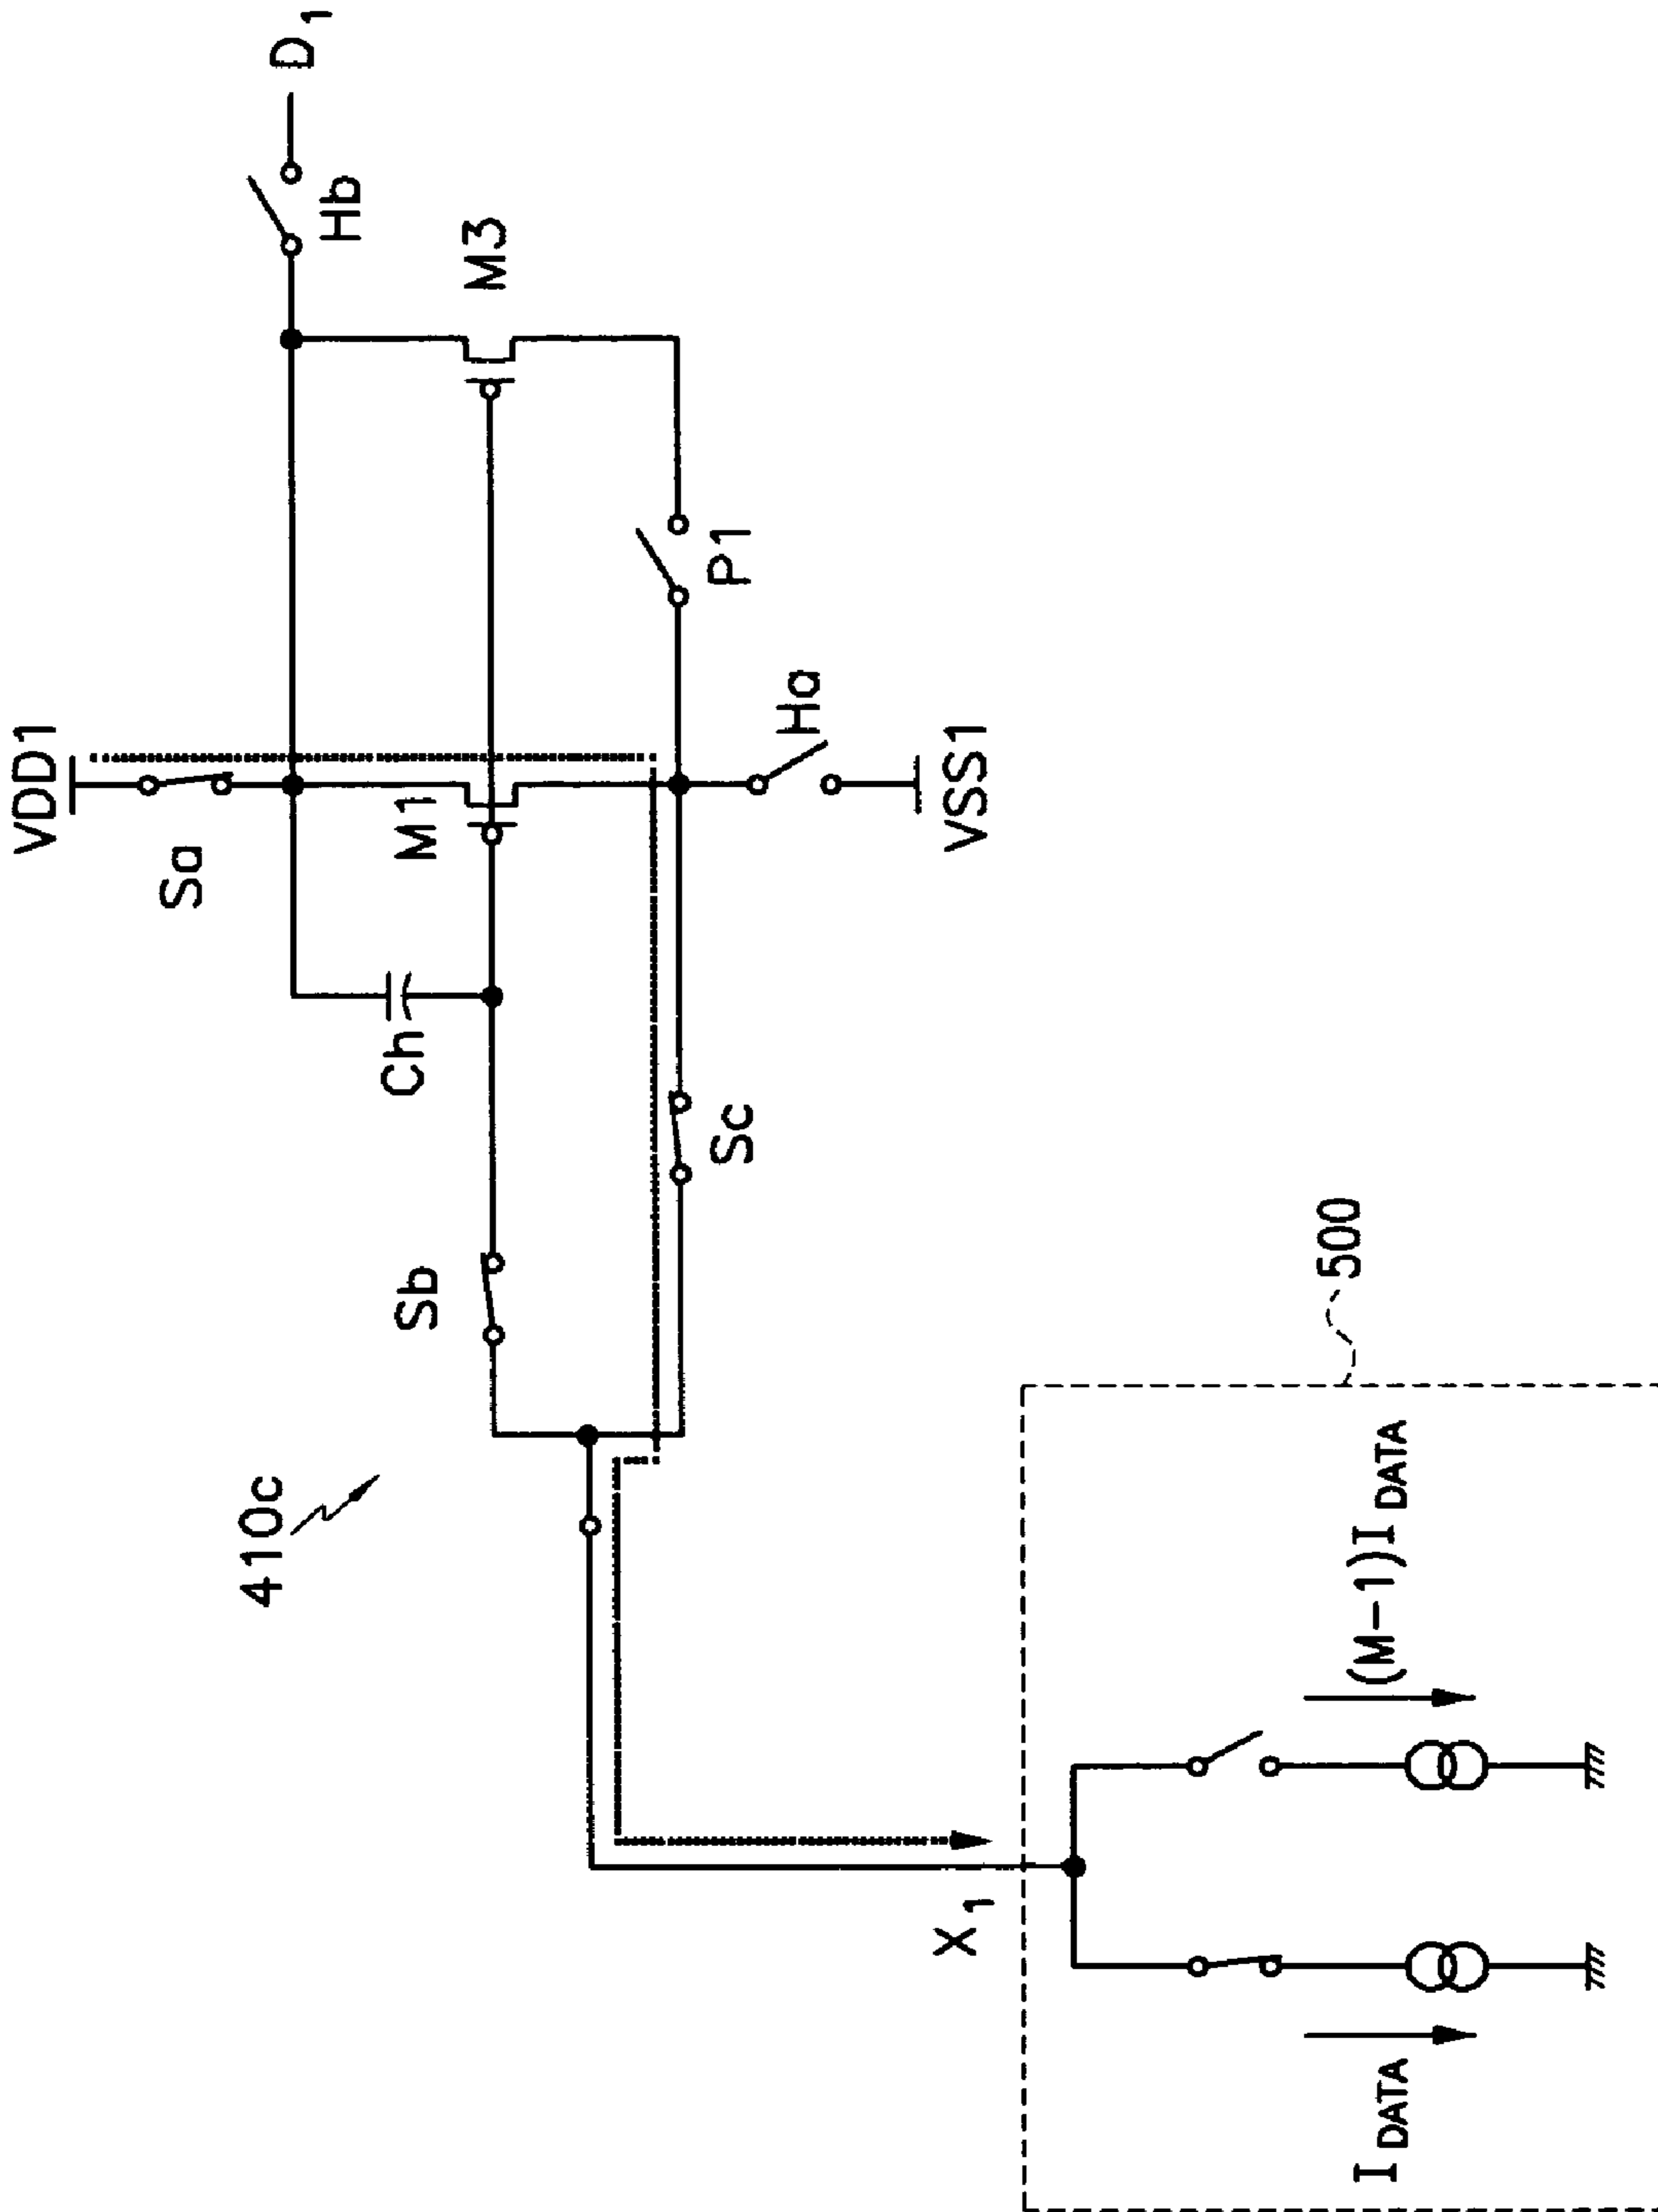 VDD1
D1
Sa
Hb
Ch
M1
M3
Sb
Sc
P1
Ha
VSS1
410c
X1
500
IDATA
(M-1)IDATA